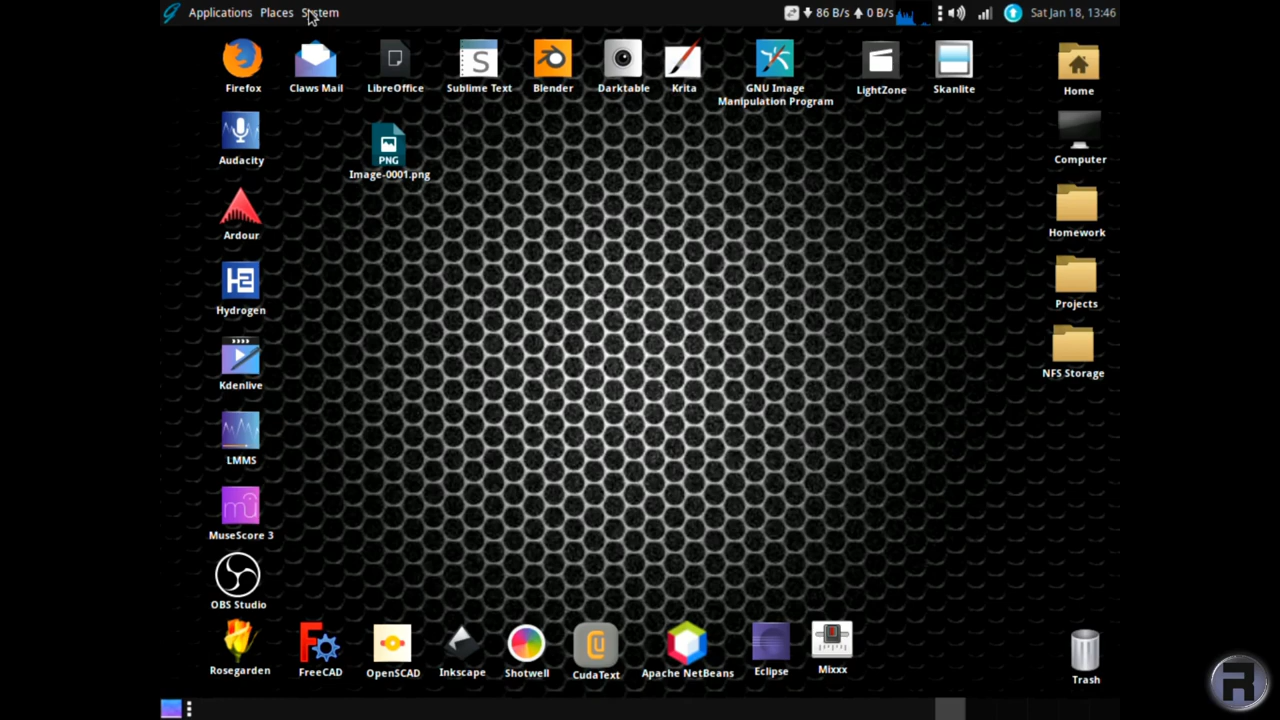 Applications Places System
86 B/s 0 B/s
Sat Jan 18, 13:46
Firefox
Claws Mail
LibreOffice
Sublime Text
Blender
Darktable
Krita
GNU Image
Manipulation Program
LightZone
Skanlite
Home
Audacity
PNG
Image-0001.png
Computer
Ardour
Homework
Hydrogen
Projects
Kdenlive
NFS Storage
LMMS
MuseScore 3
OBS Studio
Rosegarden
FreeCAD
OpenSCAD
Inkscape
Shotwell
CudaText
Apache NetBeans
Eclipse
Mixxx
Trash
R